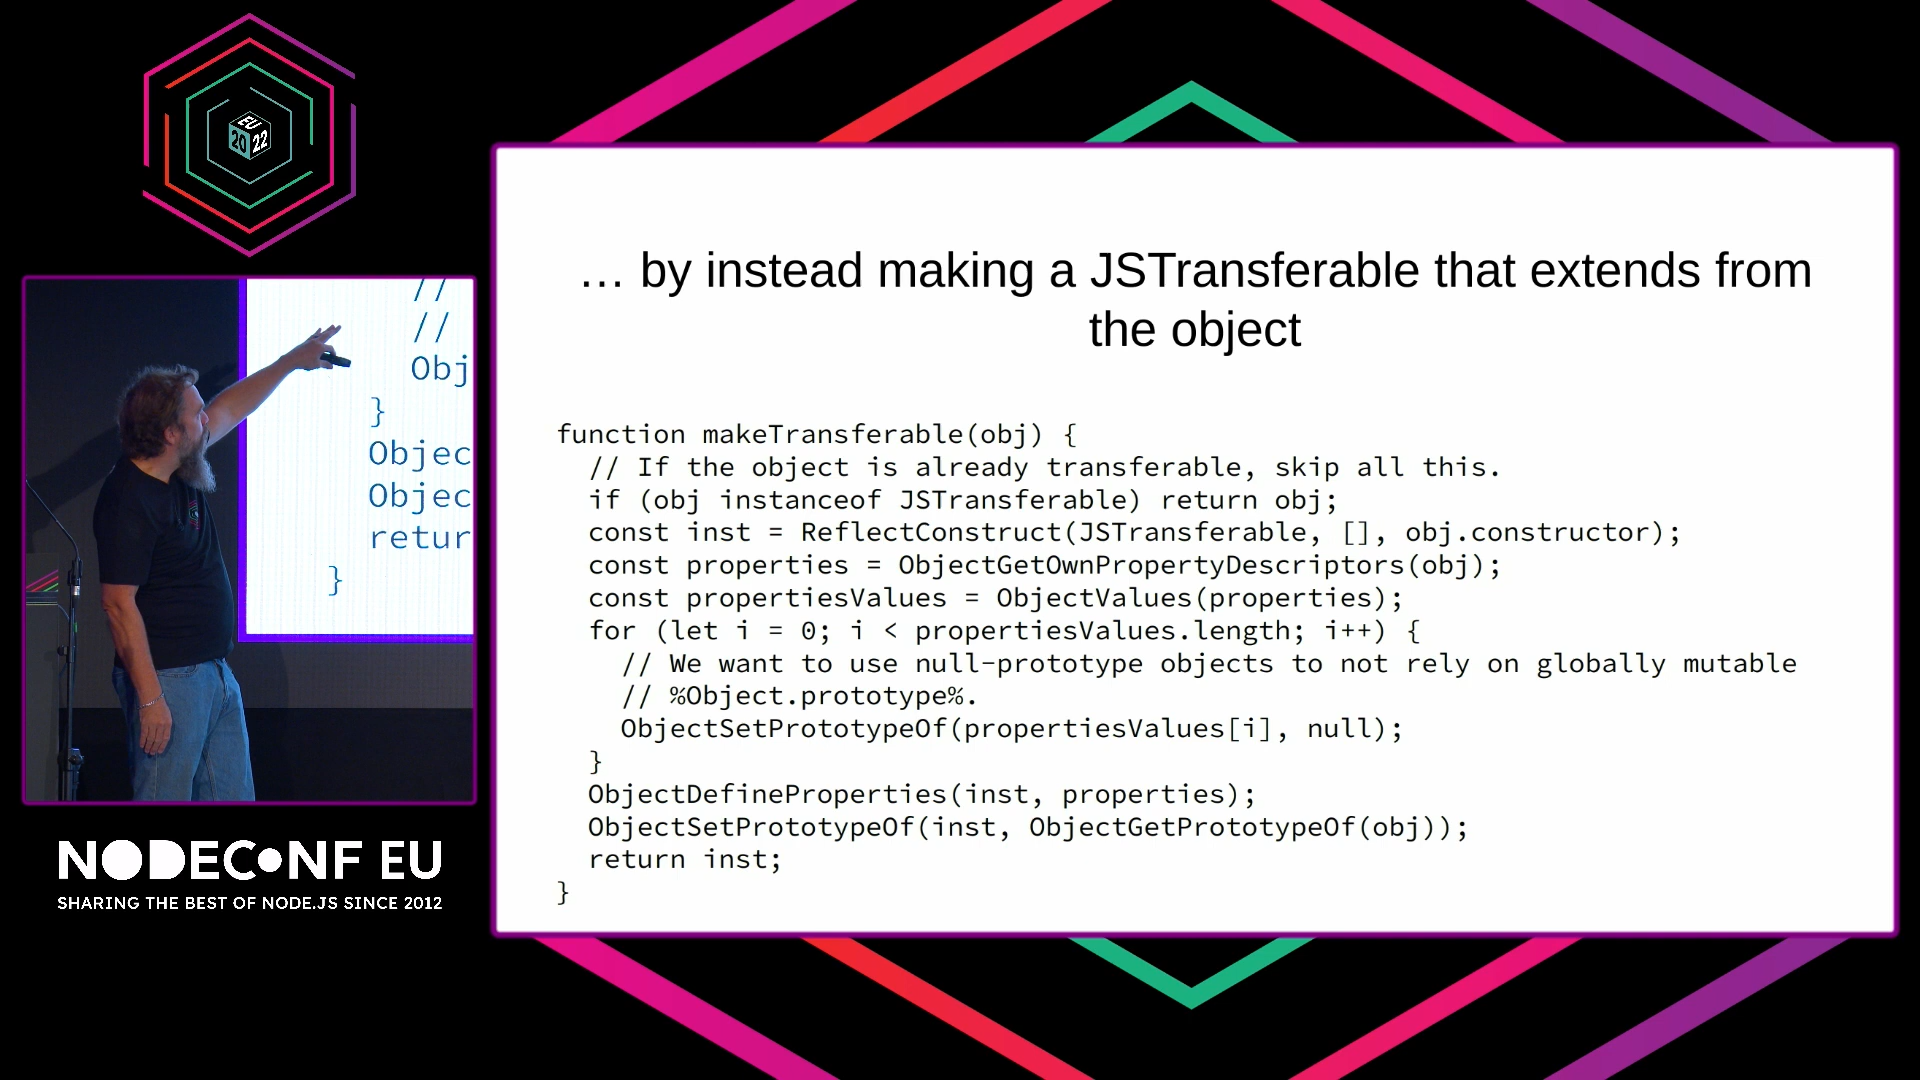 EU
20
22
//
//
Obj
}
Objec
Objec
retur
}
NODECONF EU
SHARING THE BEST OF NODE.JS SINCE 2012
… by instead making a JSTransferable that extends from
the object
function makeTransferable(obj) {
// If the object is already transferable, skip all this.
if (obj instanceof JSTransferable) return obj;
const inst = ReflectConstruct(JSTransferable, [], obj.constructor);
const properties = ObjectGetOwnPropertyDescriptors(obj);
const propertiesValues = ObjectValues(properties);
for (let i = 0; i < propertiesValues.length; i++) {
// We want to use null-prototype objects to not rely on globally mutable
// %Object.prototype%.
ObjectSetPrototypeOf(propertiesValues[i], null);
}
ObjectDefineProperties(inst, properties);
ObjectSetPrototypeOf(inst, ObjectGetPrototypeOf(obj));
return inst;
}